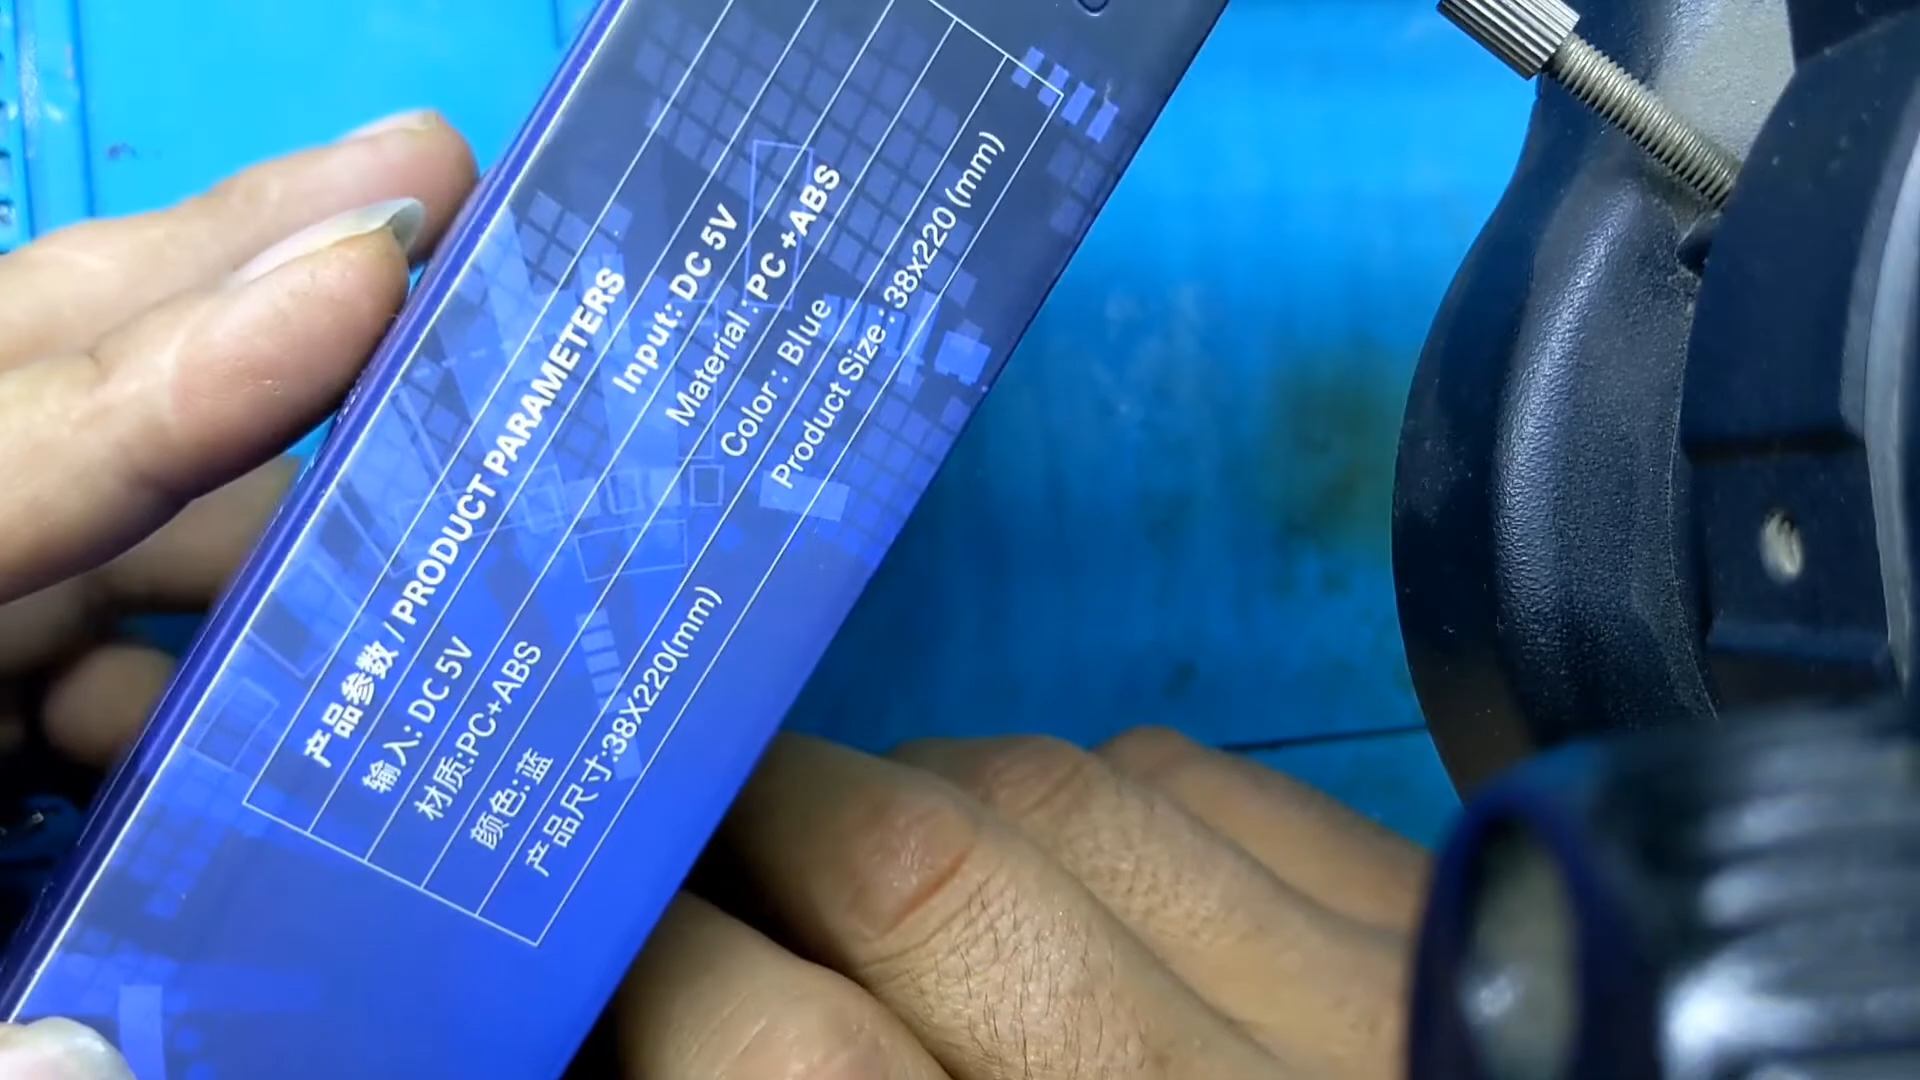 产品参数 / PRODUCT PARAMETERS
输入: DC 5V Input: DC 5V
材质:PC+ABS Material : PC +ABS
颜色: 蓝 Color : Blue
产品尺寸:38X220(mm) Product Size : 38x220 (mm)